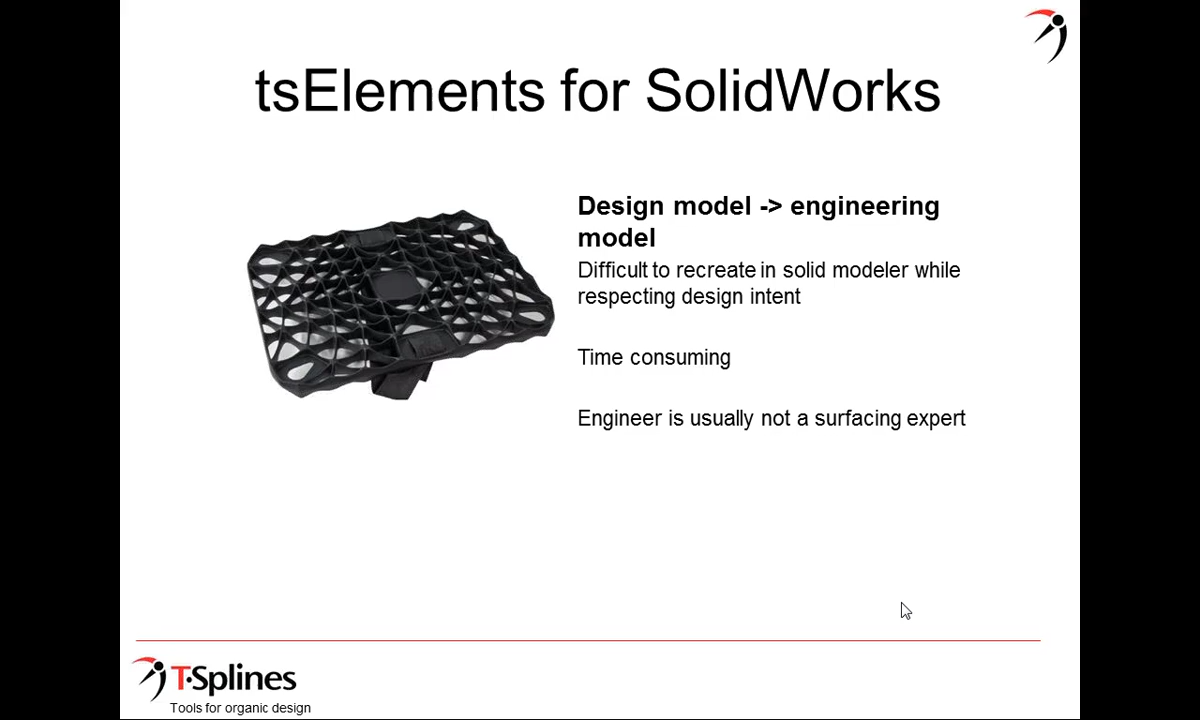 tsElements for SolidWorks
Design model -> engineering
model
Difficult to recreate in solid modeler while
respecting design intent
Time consuming
Engineer is usually not a surfacing expert
T·Splines
Tools for organic design